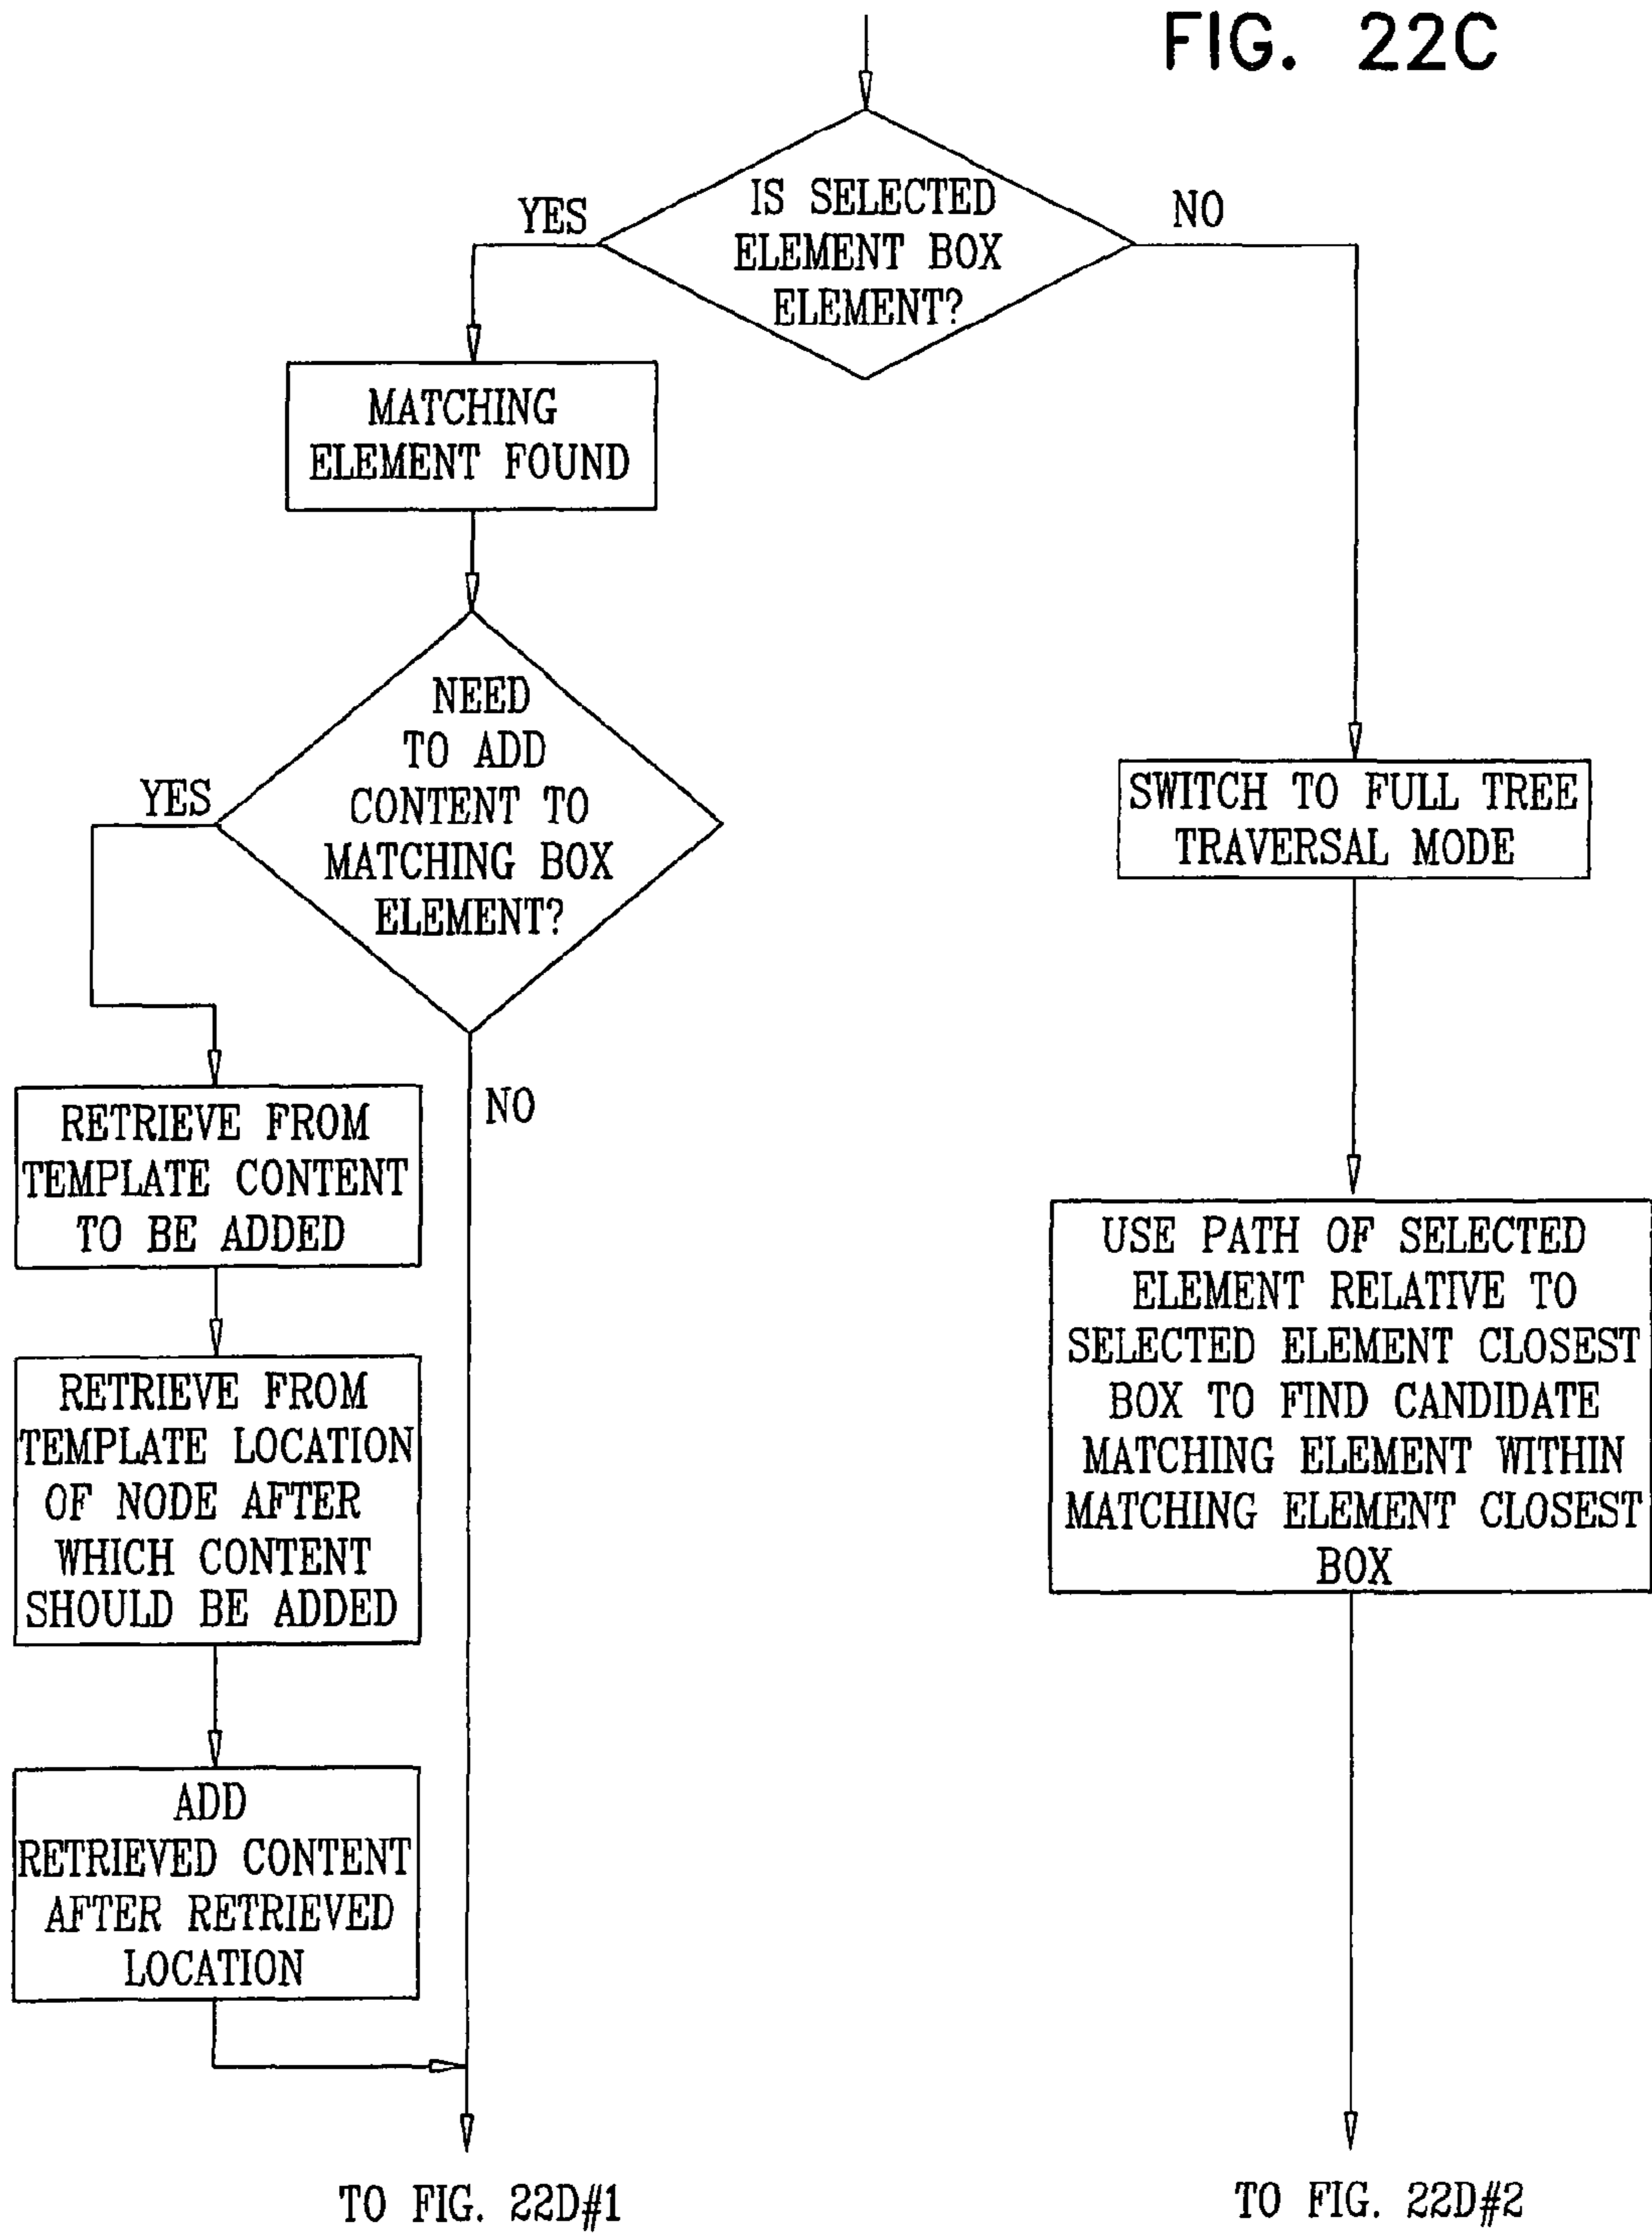 FIG. 22C
IS SELECTED
ELEMENT BOX
ELEMENT?
YES
NO
MATCHING
ELEMENT FOUND
NEED
TO ADD
CONTENT TO
MATCHING BOX
ELEMENT?
YES
NO
RETRIEVE FROM
TEMPLATE CONTENT
TO BE ADDED
RETRIEVE FROM
TEMPLATE LOCATION
OF NODE AFTER
WHICH CONTENT
SHOULD BE ADDED
ADD
RETRIEVED CONTENT
AFTER RETRIEVED
LOCATION
TO FIG. 22D#1
SWITCH TO FULL TREE
TRAVERSAL MODE
USE PATH OF SELECTED
ELEMENT RELATIVE TO
SELECTED ELEMENT CLOSEST
BOX TO FIND CANDIDATE
MATCHING ELEMENT WITHIN
MATCHING ELEMENT CLOSEST
BOX
TO FIG. 22D#2